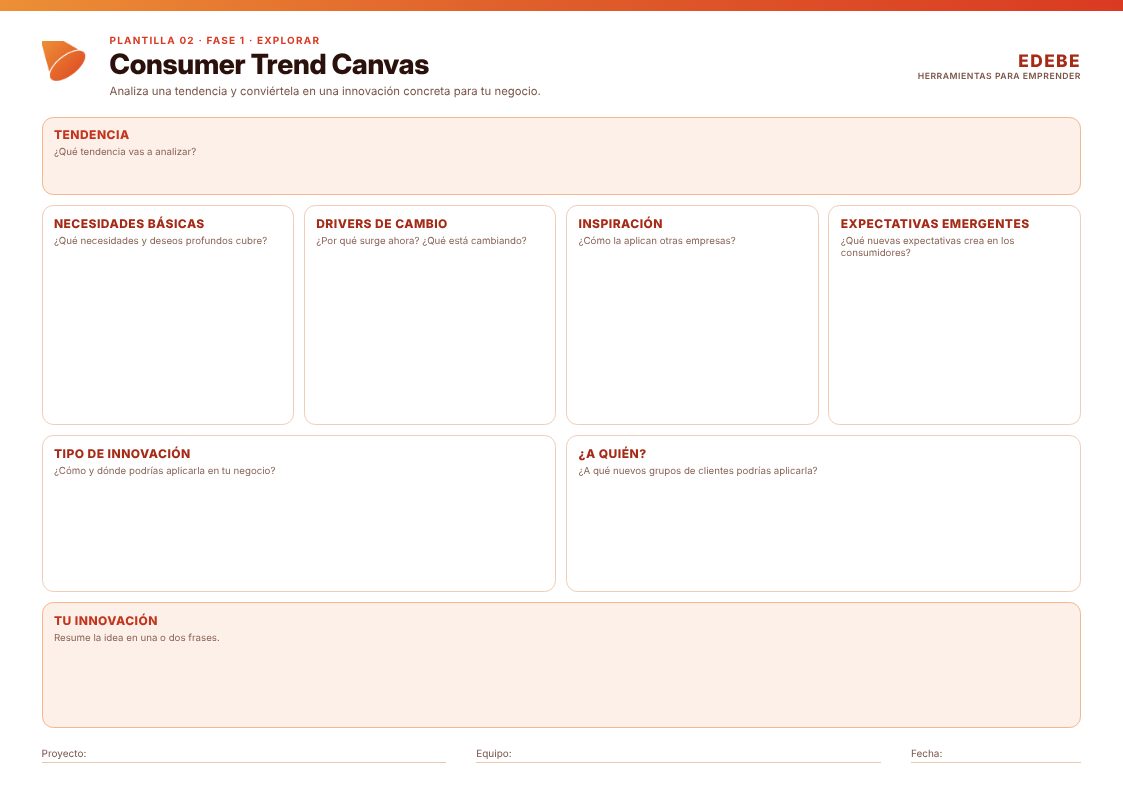 PLANTILLA 02 · FASE 1 · EXPLORAR
Consumer Trend Canvas
Analiza una tendencia y conviértela en una innovación concreta para tu negocio.
EDEBE
HERRAMIENTAS PARA EMPRENDER
TENDENCIA
¿Qué tendencia vas a analizar?
NECESIDADES BÁSICAS
¿Qué necesidades y deseos profundos cubre?
DRIVERS DE CAMBIO
¿Por qué surge ahora? ¿Qué está cambiando?
INSPIRACIÓN
¿Cómo la aplican otras empresas?
EXPECTATIVAS EMERGENTES
¿Qué nuevas expectativas crea en los
consumidores?
TIPO DE INNOVACIÓN
¿Cómo y dónde podrías aplicarla en tu negocio?
¿A QUIÉN?
¿A qué nuevos grupos de clientes podrías aplicarla?
TU INNOVACIÓN
Resume la idea en una o dos frases.
Proyecto:
Equipo:
Fecha: